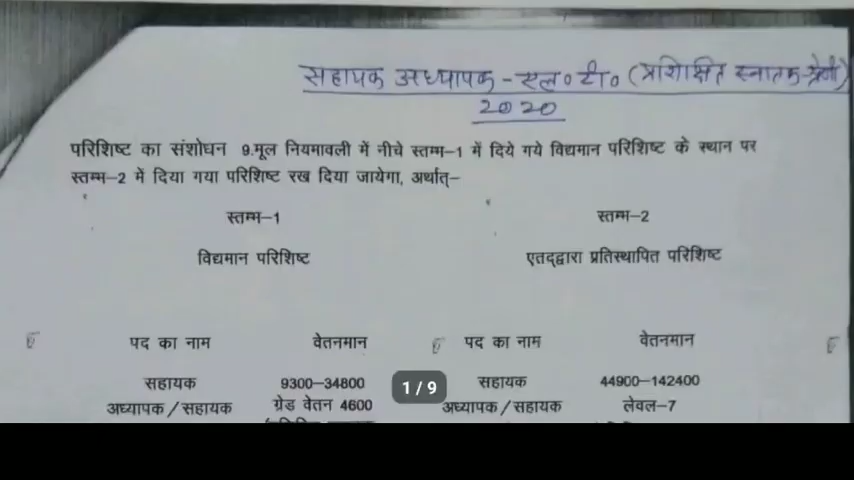 सहायक अध्यापक - एल० टी० (प्रशिक्षित स्नातक श्रेणी)
2020
परिशिष्ट का संशोधन 9.मूल नियमावली में नीचे स्तम्भ-1 में दिये गये विद्यमान परिशिष्ट के स्थान पर
स्तम्भ-2 में दिया गया परिशिष्ट रख दिया जायेगा, अर्थात्-
स्तम्भ-1 स्तम्भ-2
विद्यमान परिशिष्ट एतद्द्वारा प्रतिस्थापित परिशिष्ट
पद का नाम वेतनमान पद का नाम वेतनमान
सहायक 9300-34800 सहायक 44900-142400
अध्यापक/सहायक ग्रेड वेतन 4600 अध्यापक/सहायक लेवल-7
1/9